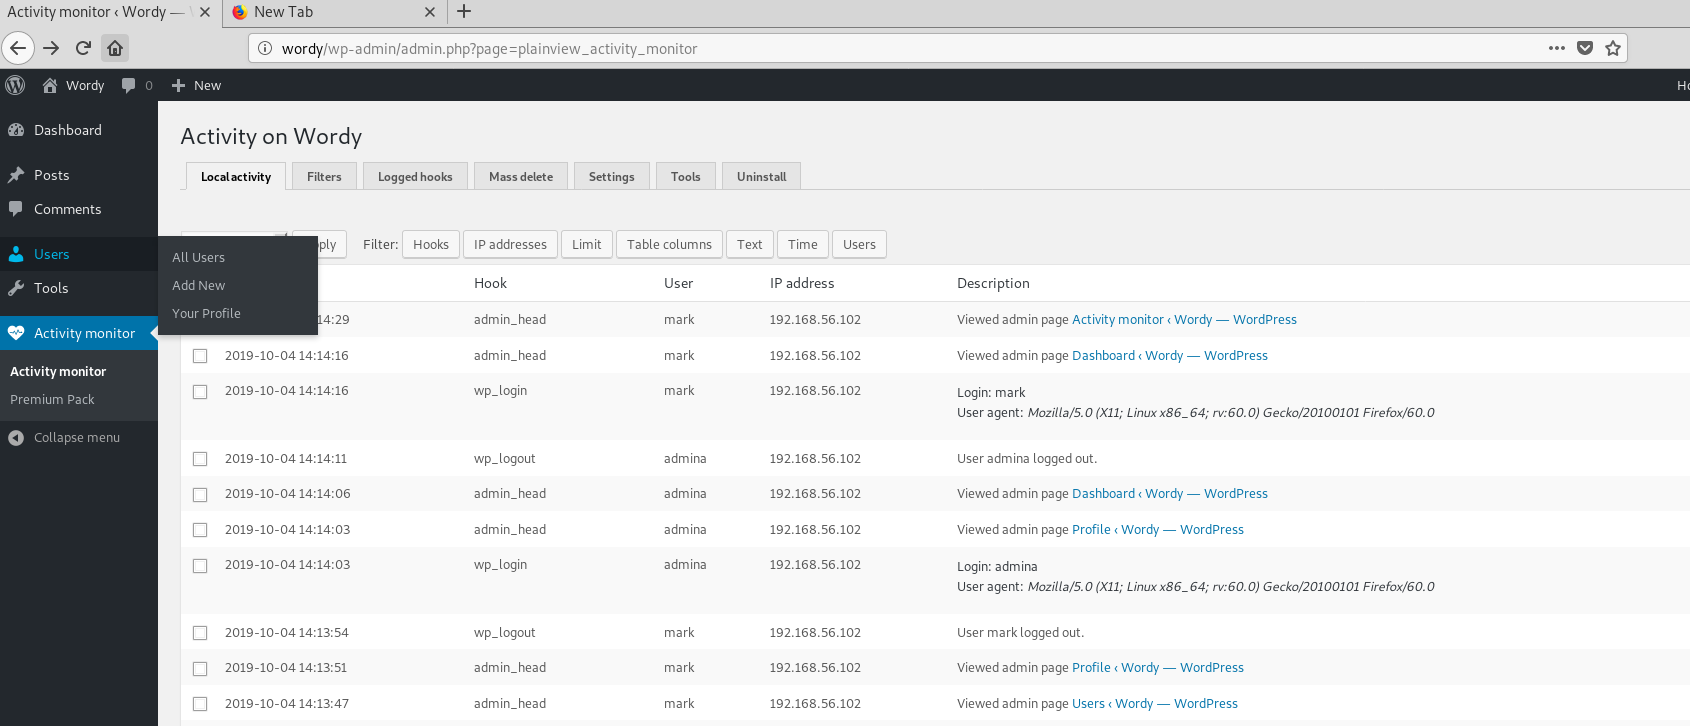 Activity monitor ‹ Wordy — 
New Tab
wordy/wp-admin/admin.php?page=plainview_activity_monitor
Wordy 0 New
Dashboard
Posts
Comments
Users
Tools
Activity monitor
Activity monitor
Premium Pack
Collapse menu
All Users
Add New
Your Profile
Activity on Wordy
Local activity Filters Logged hooks Mass delete Settings Tools Uninstall
Filter: Hooks IP addresses Limit Table columns Text Time Users
Hook User IP address Description
14:29 admin_head mark 192.168.56.102 Viewed admin page Activity monitor ‹ Wordy — WordPress
2019-10-04 14:14:16 admin_head mark 192.168.56.102 Viewed admin page Dashboard ‹ Wordy — WordPress
2019-10-04 14:14:16 wp_login mark 192.168.56.102 Login: mark
User agent: Mozilla/5.0 (X11; Linux x86_64; rv:60.0) Gecko/20100101 Firefox/60.0
2019-10-04 14:14:11 wp_logout admina 192.168.56.102 User admina logged out.
2019-10-04 14:14:06 admin_head admina 192.168.56.102 Viewed admin page Dashboard ‹ Wordy — WordPress
2019-10-04 14:14:03 admin_head admina 192.168.56.102 Viewed admin page Profile ‹ Wordy — WordPress
2019-10-04 14:14:03 wp_login admina 192.168.56.102 Login: admina
User agent: Mozilla/5.0 (X11; Linux x86_64; rv:60.0) Gecko/20100101 Firefox/60.0
2019-10-04 14:13:54 wp_logout mark 192.168.56.102 User mark logged out.
2019-10-04 14:13:51 admin_head mark 192.168.56.102 Viewed admin page Profile ‹ Wordy — WordPress
2019-10-04 14:13:47 admin_head mark 192.168.56.102 Viewed admin page Users ‹ Wordy — WordPress